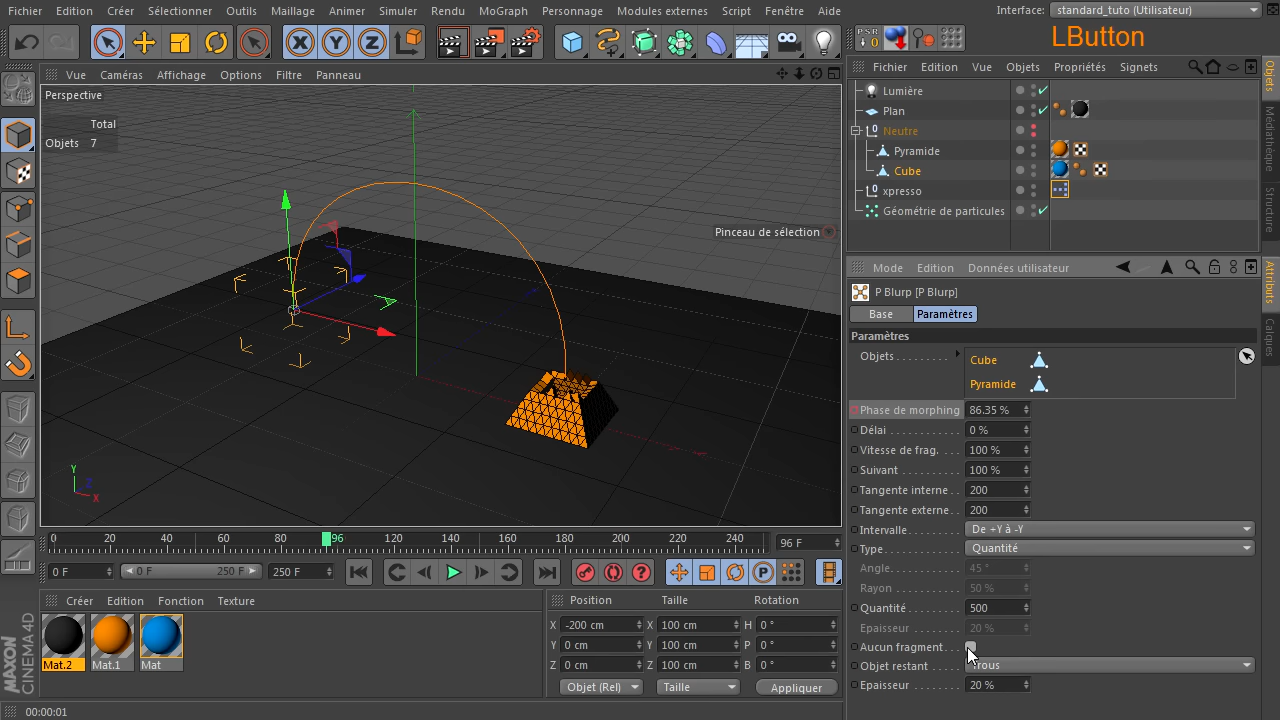 Fichier Edition Créer Sélectionner Outils Maillage Animer Simuler Rendu MoGraph Personnage Modules externes Script Fenêtre Aide Interface: standard_tuto (Utilisateur)
X Y Z PSR 0 LButton
Vue Caméras Affichage Options Filtre Panneau
Perspective
Total
Objets 7
Pinceau de sélection
Y
Z
X
Fichier Edition Vue Objets Propriétés Signets
Lumière
Plan
Neutre
Pyramide
Cube
xpresso
Géométrie de particules
Objets
Médiathèque
Structure
Mode Edition Données utilisateur
P Blurp [P Blurp]
Base Paramètres
Paramètres
Objets . . . . . . . . Cube
Pyramide
Phase de morphing 86.35 %
Délai . . . . . . . . . . . 0 %
Vitesse de frag. . 100 %
Suivant . . . . . . . . 100 %
Tangente interne . . 200
Tangente externe . . 200
Intervalle. . . . . . . . De +Y à -Y
Type. . . . . . . . . . . . Quantité
Angle. . . . . . . . . . . 45 °
Rayon . . . . . . . . . . 50 %
Quantité . . . . . . . . 500
Epaisseur . . . . . . . 20 %
Aucun fragment . . .
Objet restant . . . . .
Epaisseur . . . . . . . 20 %
Attributs
Calques
0 20 40 60 80 96 120 140 160 180 200 220 240 96 F
0 F 0 F 250 F 250 F
Créer Edition Fonction Texture
Mat.2 Mat.1 Mat
Position Taille Rotation
X -200 cm X 100 cm H 0 °
Y 0 cm Y 100 cm P 0 °
Z 0 cm Z 100 cm B 0 °
Objet (Rel) Taille Appliquer
MAXON
CINEMA 4D
00:00:01